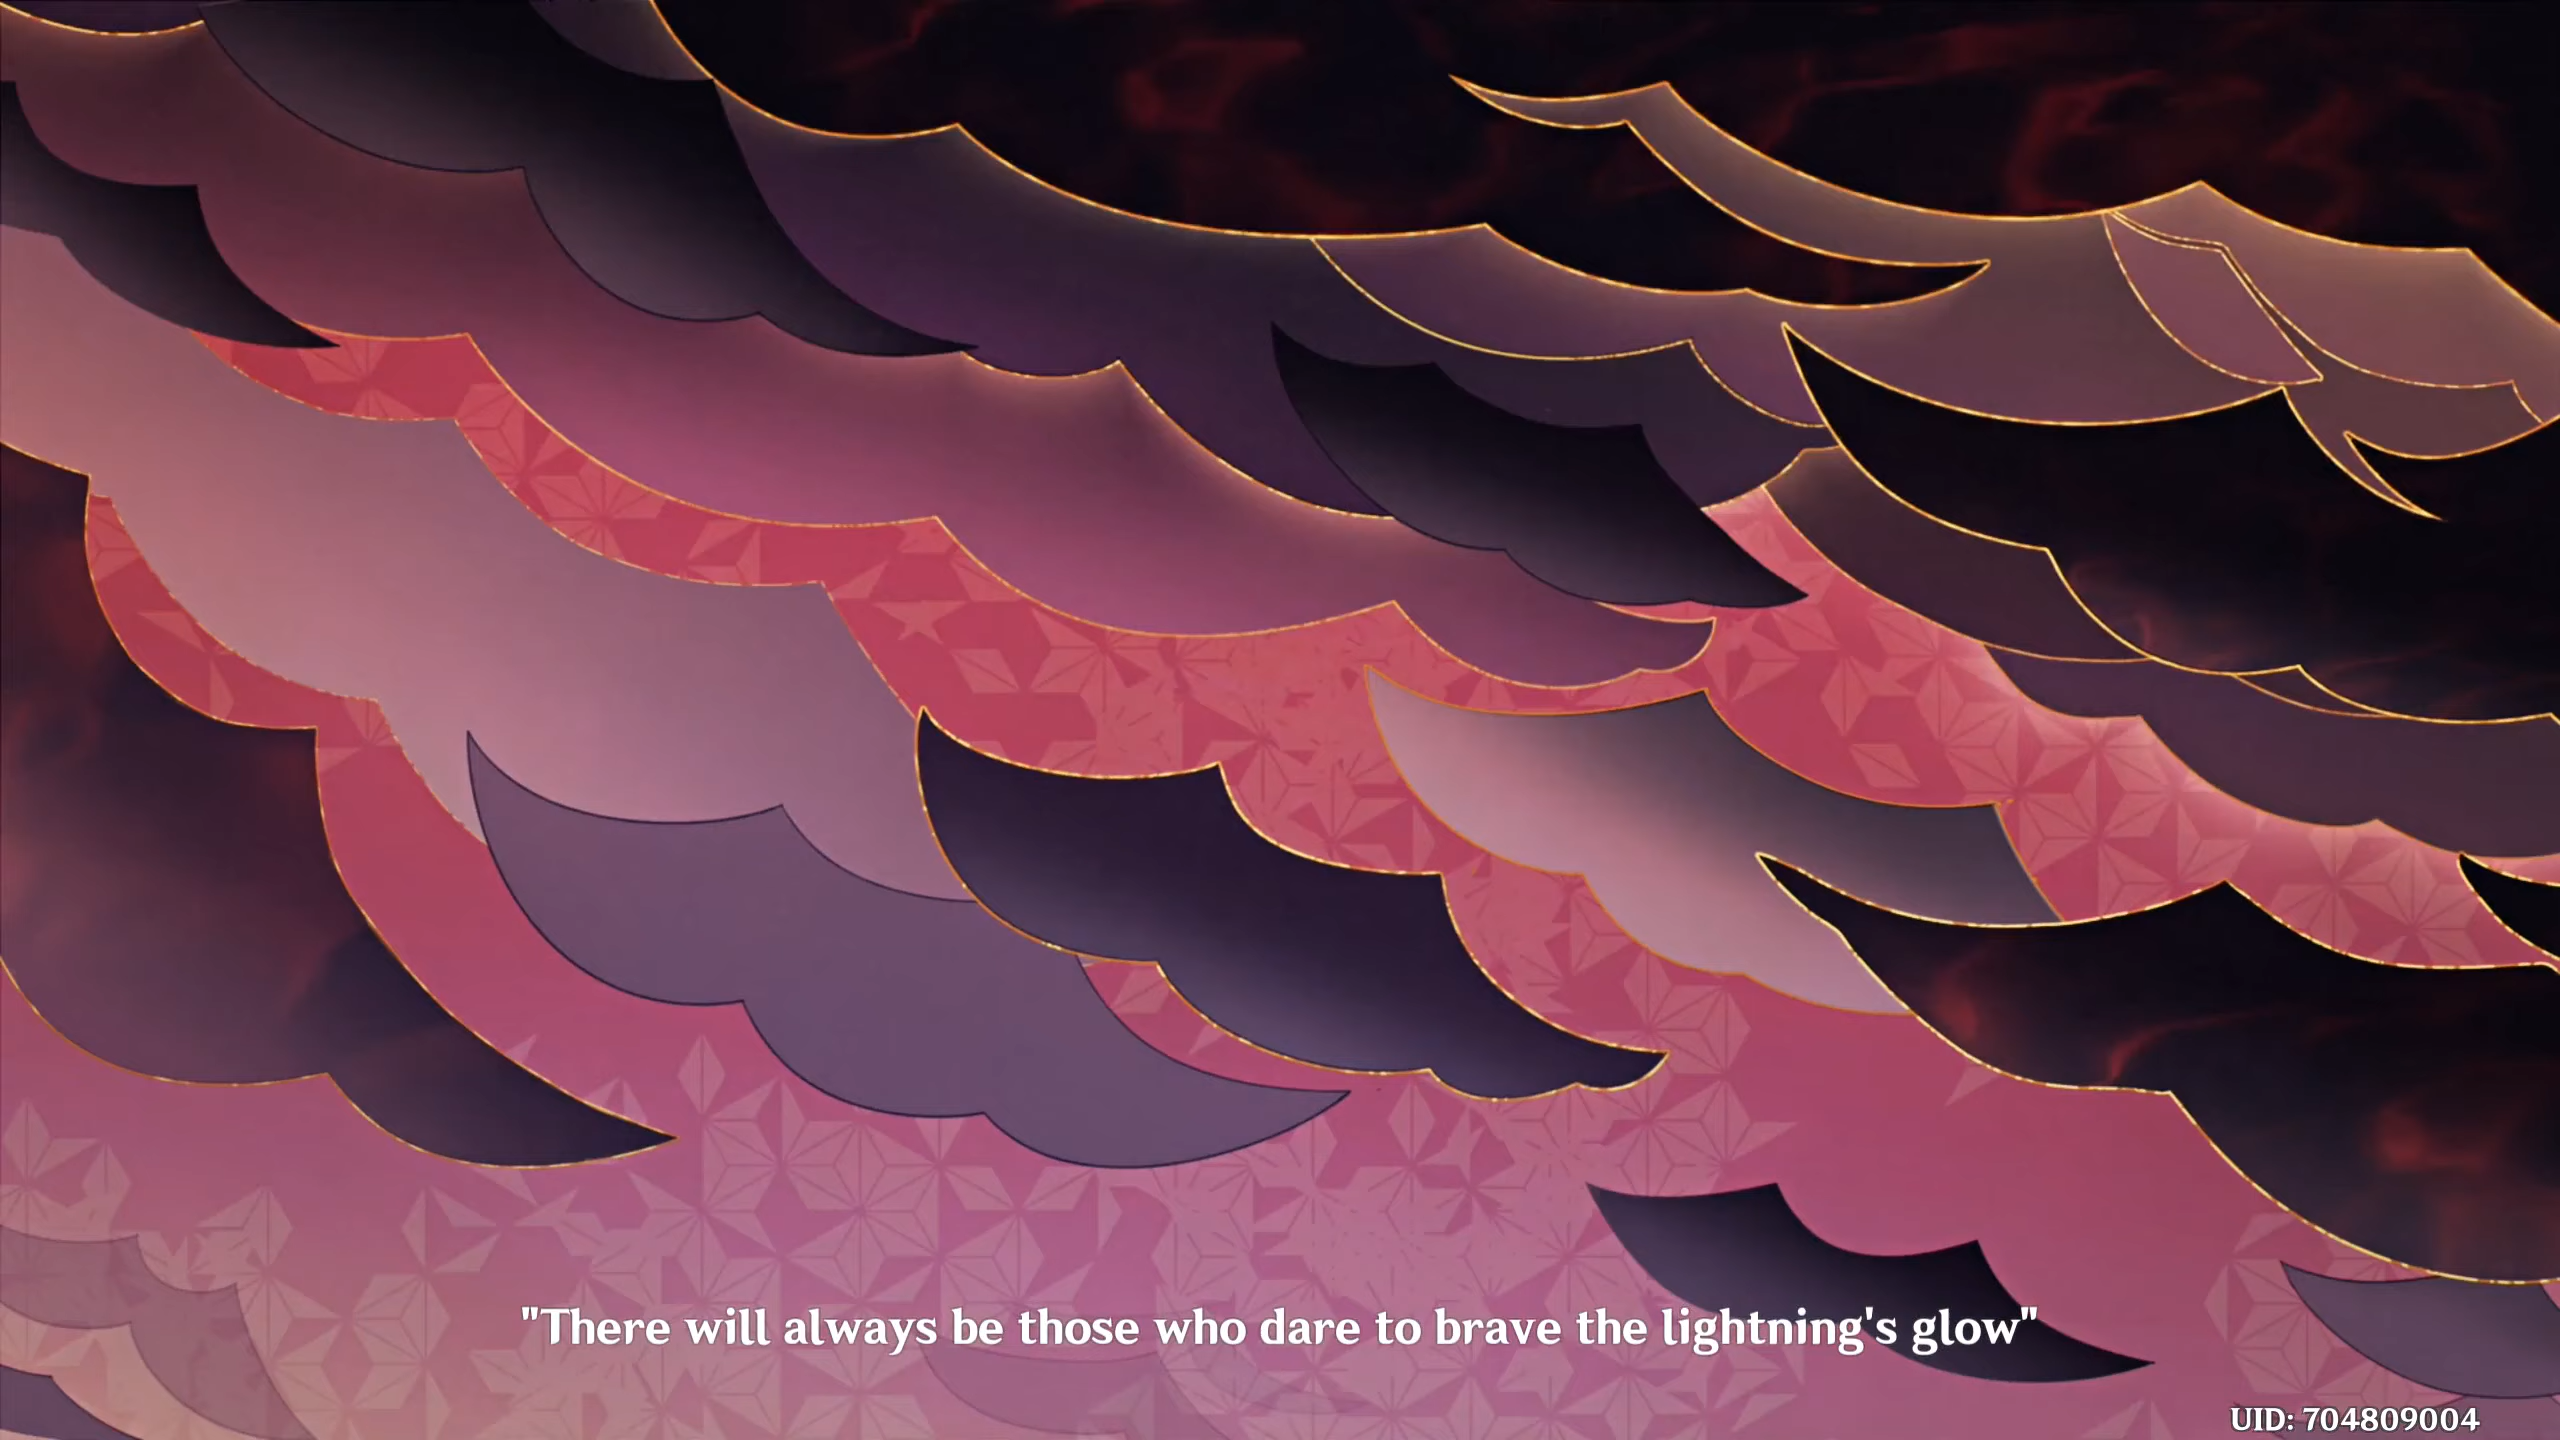 "There will always be those who dare to brave the lightning's glow"
UID: 704809004